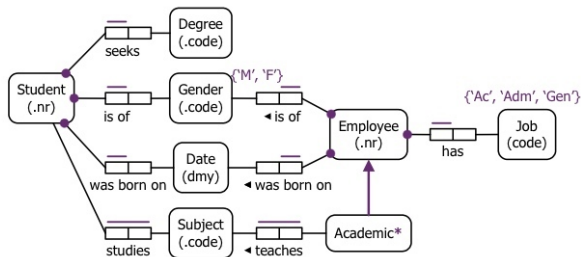 Degree
(.code)
seeks
Student
(.nr)
Gender
(.code)
{'M', 'F'}
is of
◄ is of
Employee
(.nr)
{'Ac', 'Adm', 'Gen'}
Job
(code)
has
Date
(dmy)
was born on
◄ was born on
Subject
(.code)
studies
◄ teaches
Academic*